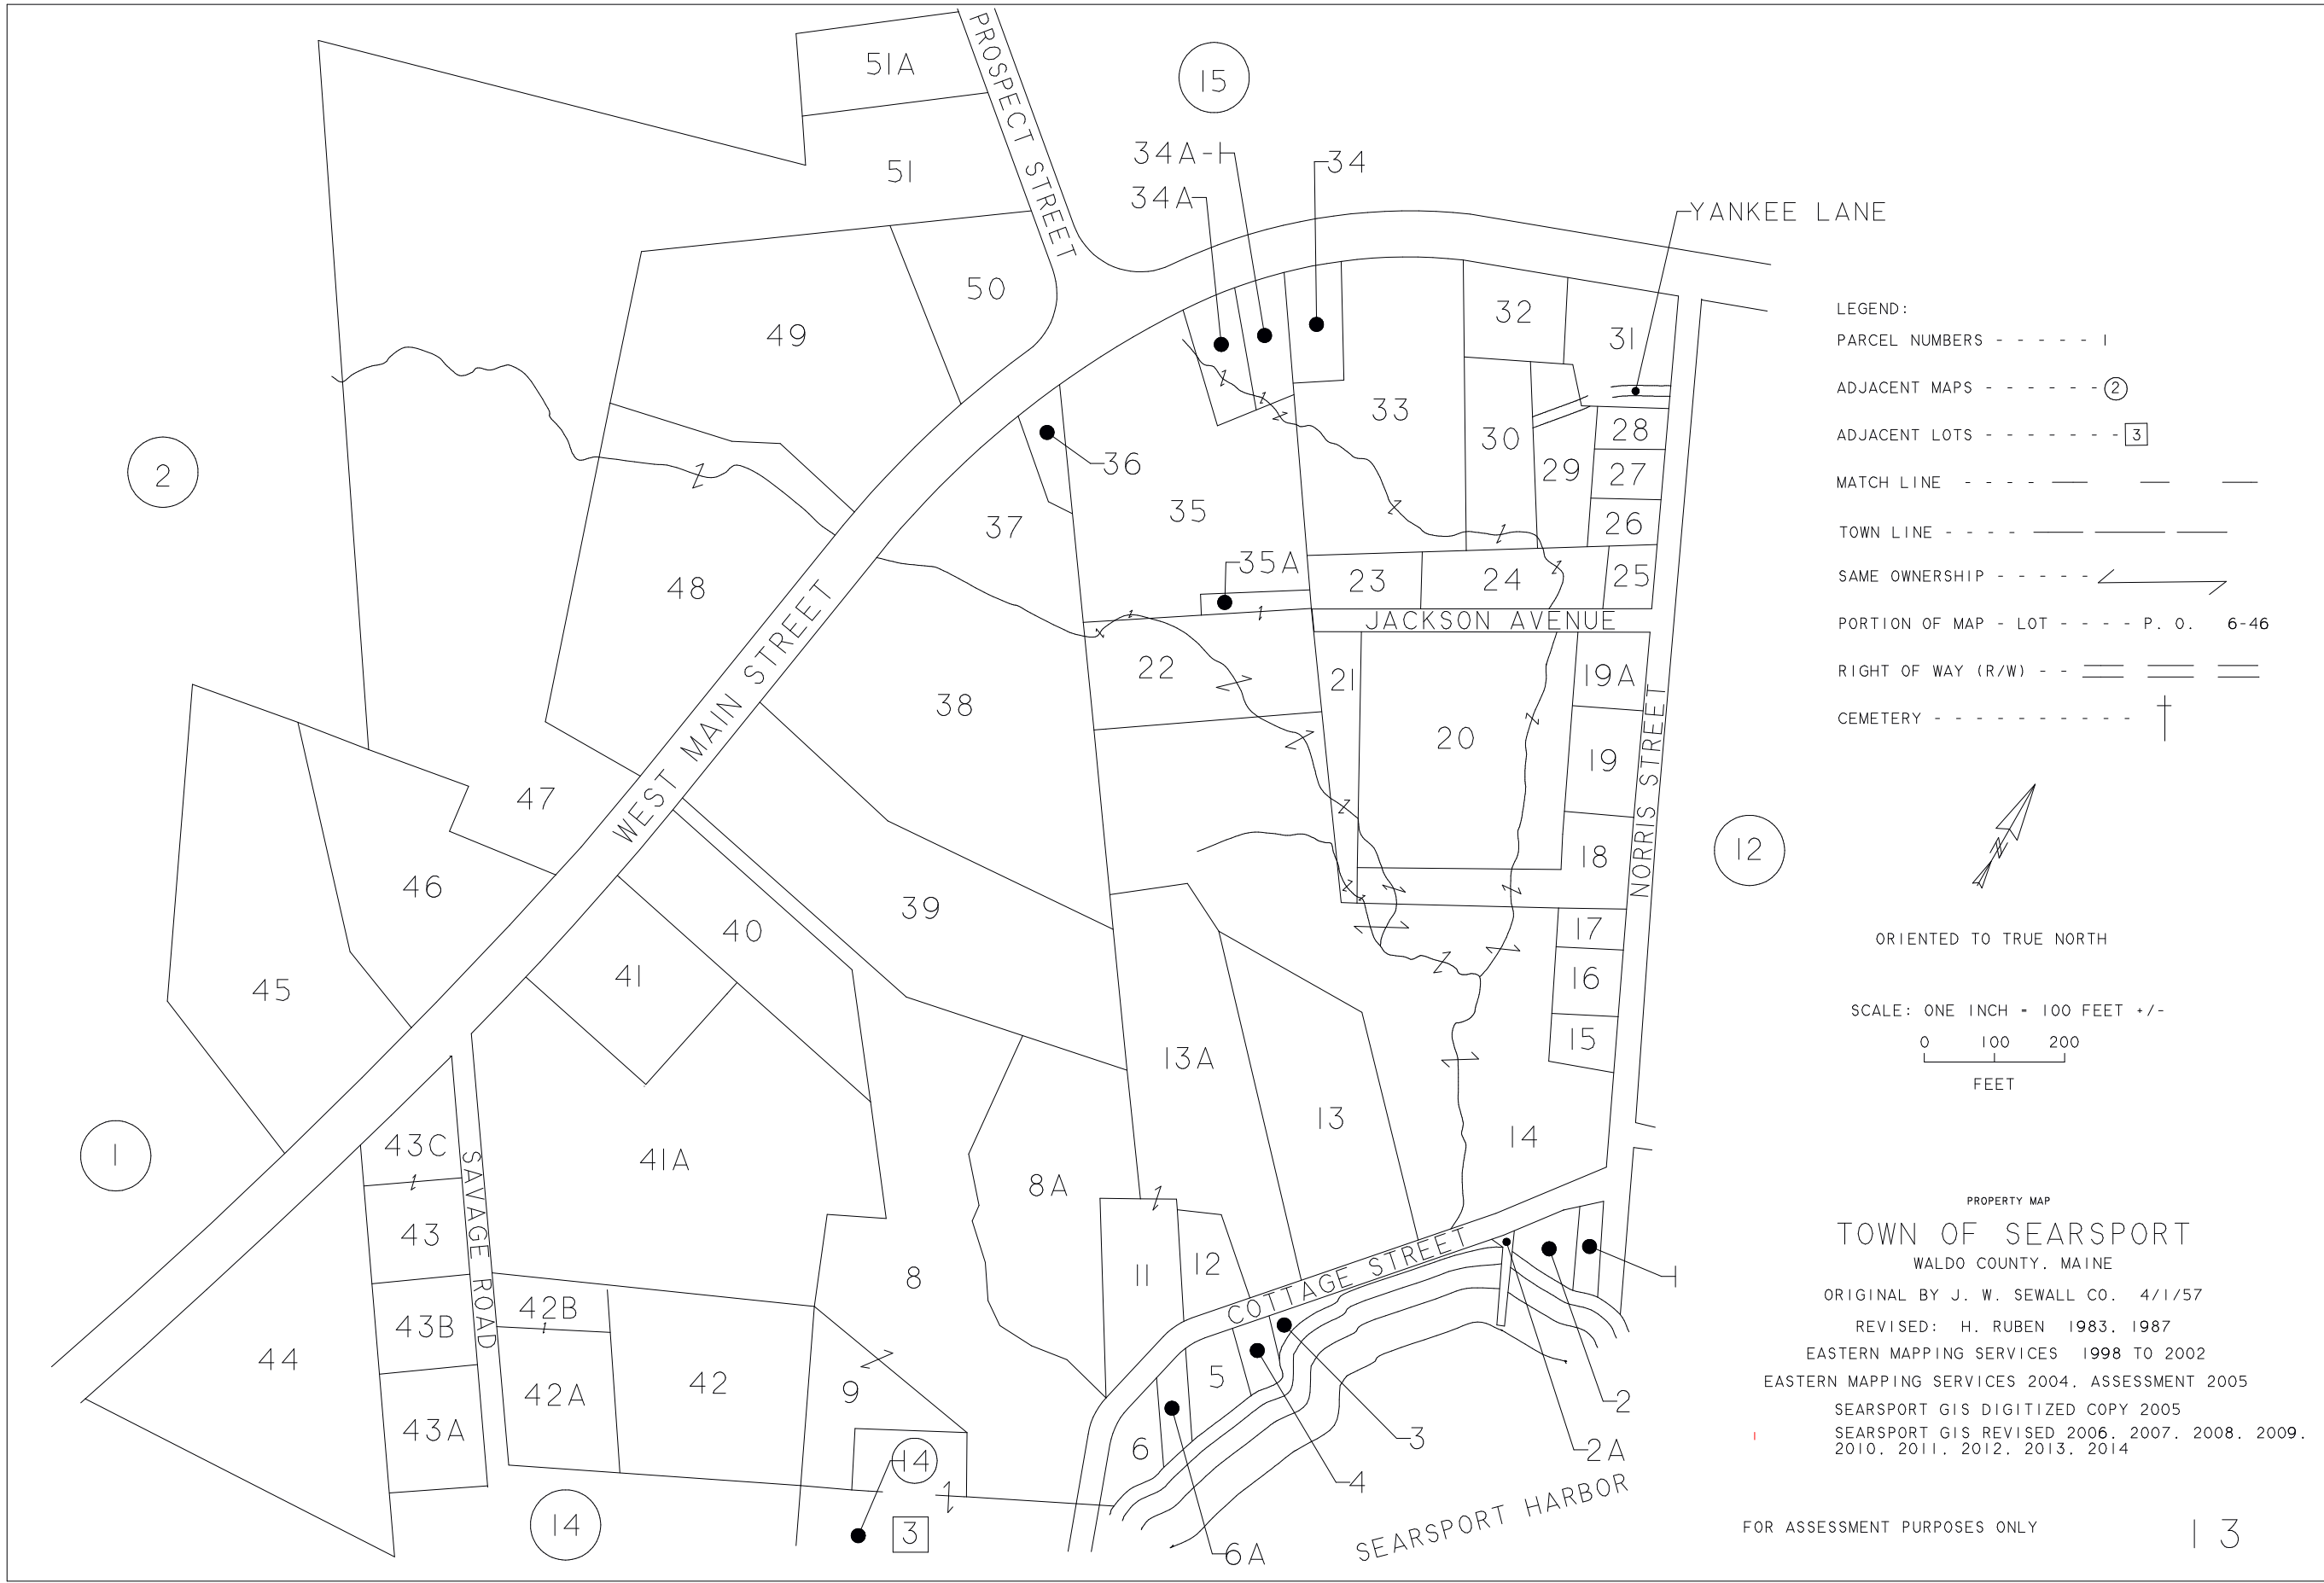 51A
PROSPECT STREET
15
51
34A-1
34
34A
YANKEE LANE
50
49
32
31
LEGEND:
PARCEL NUMBERS - - - - - 1
ADJACENT MAPS - - - - - - 2
ADJACENT LOTS - - - - - - - 3
MATCH LINE - - - -
TOWN LINE - - - -
SAME OWNERSHIP - - - - -
PORTION OF MAP - LOT - - - - P. O. 6-46
RIGHT OF WAY (R/W) - -
CEMETERY - - - - - - - - - -
33
30
28
29
27
26
2
36
37
35
35A
23
24
25
48
JACKSON AVENUE
22
21
19A
38
20
19
NORRIS STREET
WEST MAIN STREET
47
18
12
46
39
40
17
41
16
45
15
ORIENTED TO TRUE NORTH
SCALE: ONE INCH = 100 FEET +/-
0 100 200
FEET
13A
13
14
1
43C
41A
8A
SAVAGE ROAD
43
8
11
12
COTTAGE STREET
1
42B
43B
44
42
42A
9
5
43A
6
3
2
2A
4
14
14
3
6A
SEARSPORT HARBOR
PROPERTY MAP
TOWN OF SEARSPORT
WALDO COUNTY, MAINE
ORIGINAL BY J. W. SEWALL CO. 4/1/57
REVISED: H. RUBEN 1983, 1987
EASTERN MAPPING SERVICES 1998 TO 2002
EASTERN MAPPING SERVICES 2004, ASSESSMENT 2005
SEARSPORT GIS DIGITIZED COPY 2005
SEARSPORT GIS REVISED 2006, 2007, 2008, 2009,
2010, 2011, 2012, 2013, 2014
FOR ASSESSMENT PURPOSES ONLY
13